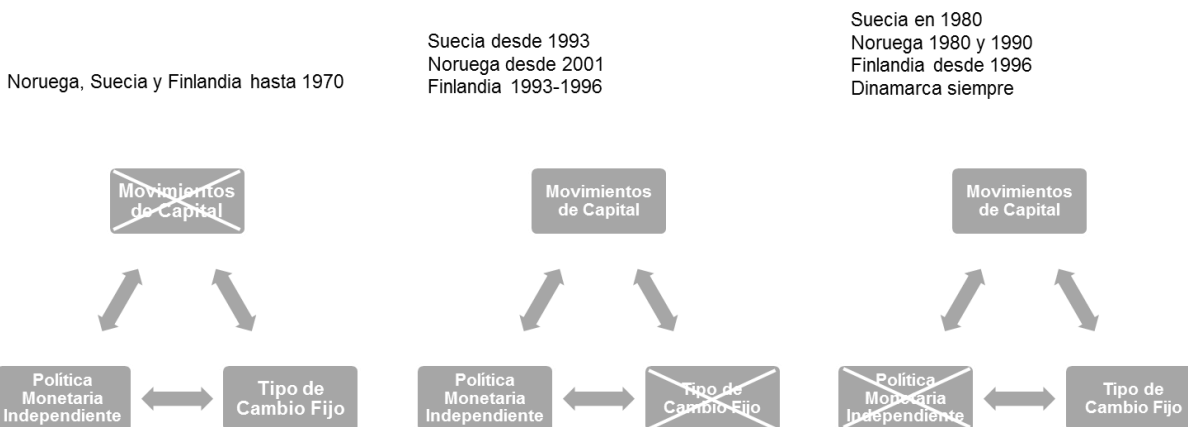 Noruega, Suecia y Finlandia hasta 1970
Suecia desde 1993
Noruega desde 2001
Finlandia 1993-1996
Suecia en 1980
Noruega 1980 y 1990
Finlandia desde 1996
Dinamarca siempre
Movimientos
de Capital
Política
Monetaria
Independiente
Tipo de
Cambio Fijo
Movimientos
de Capital
Política
Monetaria
Independiente
Tipo de
Cambio Fijo
Movimientos
de Capital
Política
Monetaria
Independiente
Tipo de
Cambio Fijo